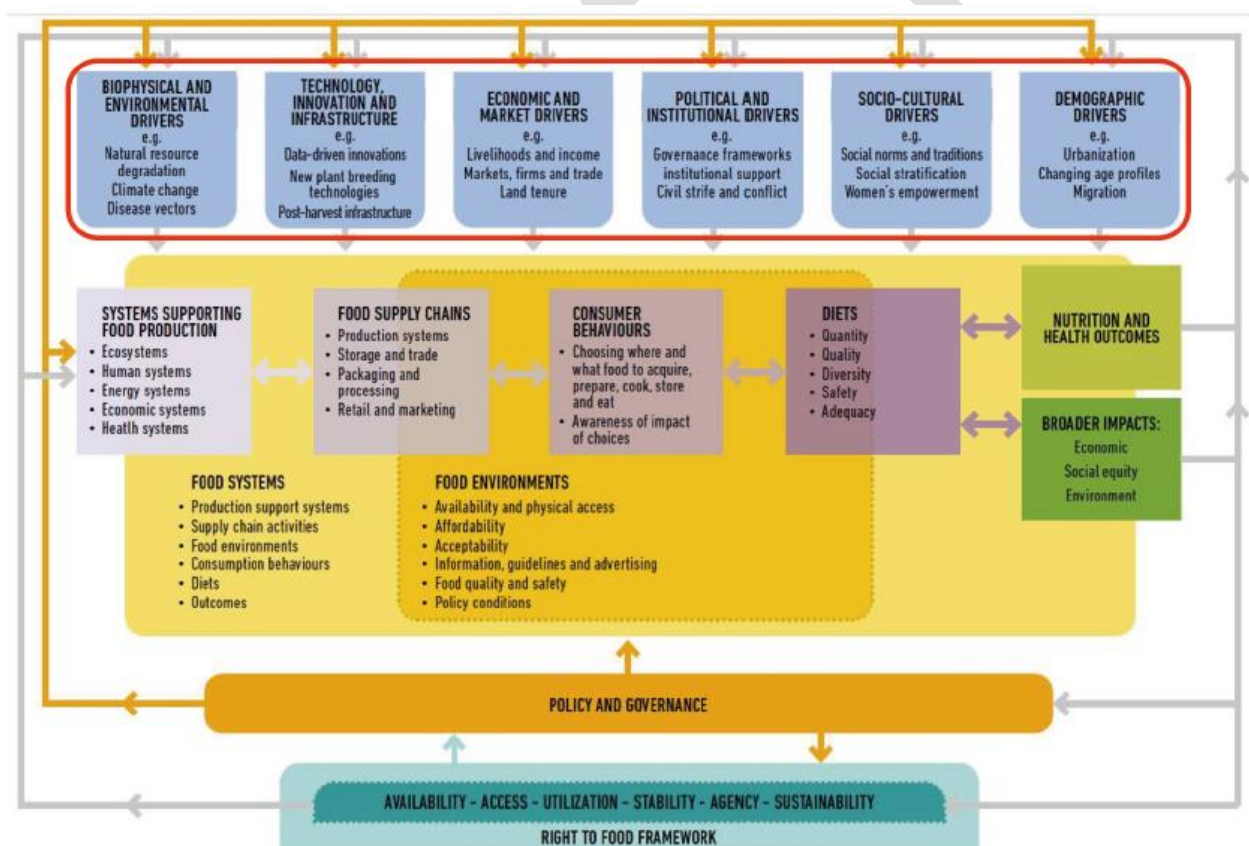 BIOPHYSICAL AND
ENVIRONMENTAL
DRIVERS
e.g.
Natural resource
degradation
Climate change
Disease vectors
TECHNOLOGY,
INNOVATION AND
INFRASTRUCTURE
e.g.
Data-driven innovations
New plant breeding
technologies
Post-harvest infrastructure
ECONOMIC AND
MARKET DRIVERS
e.g.
Livelihoods and income
Markets, firms and trade
Land tenure
POLITICAL AND
INSTITUTIONAL DRIVERS
e.g.
Governance frameworks
institutional support
Civil strife and conflict
SOCIO-CULTURAL
DRIVERS
e.g.
Social norms and traditions
Social stratification
Women´s empowerment
DEMOGRAPHIC
DRIVERS
e.g.
Urbanization
Changing age profiles
Migration
SYSTEMS SUPPORTING
FOOD PRODUCTION
• Ecosystems
• Human systems
• Energy systems
• Economic systems
• Heatlh systems
FOOD SUPPLY CHAINS
• Production systems
• Storage and trade
• Packaging and
processing
• Retail and marketing
CONSUMER
BEHAVIOURS
• Choosing where and
what food to acquire,
prepare, cook, store
and eat
• Awareness of impact
of choices
DIETS
• Quantity
• Quality
• Diversity
• Safety
• Adequacy
NUTRITION AND
HEALTH OUTCOMES
BROADER IMPACTS:
Economic
Social equity
Environment
FOOD SYSTEMS
• Production support systems
• Supply chain activities
• Food environments
• Consumption behaviours
• Diets
• Outcomes
FOOD ENVIRONMENTS
• Availability and physical access
• Affordability
• Acceptability
• Information, guidelines and advertising
• Food quality and safety
• Policy conditions
POLICY AND GOVERNANCE
AVAILABILITY - ACCESS - UTILIZATION - STABILITY - AGENCY - SUSTAINABILITY
RIGHT TO FOOD FRAMEWORK